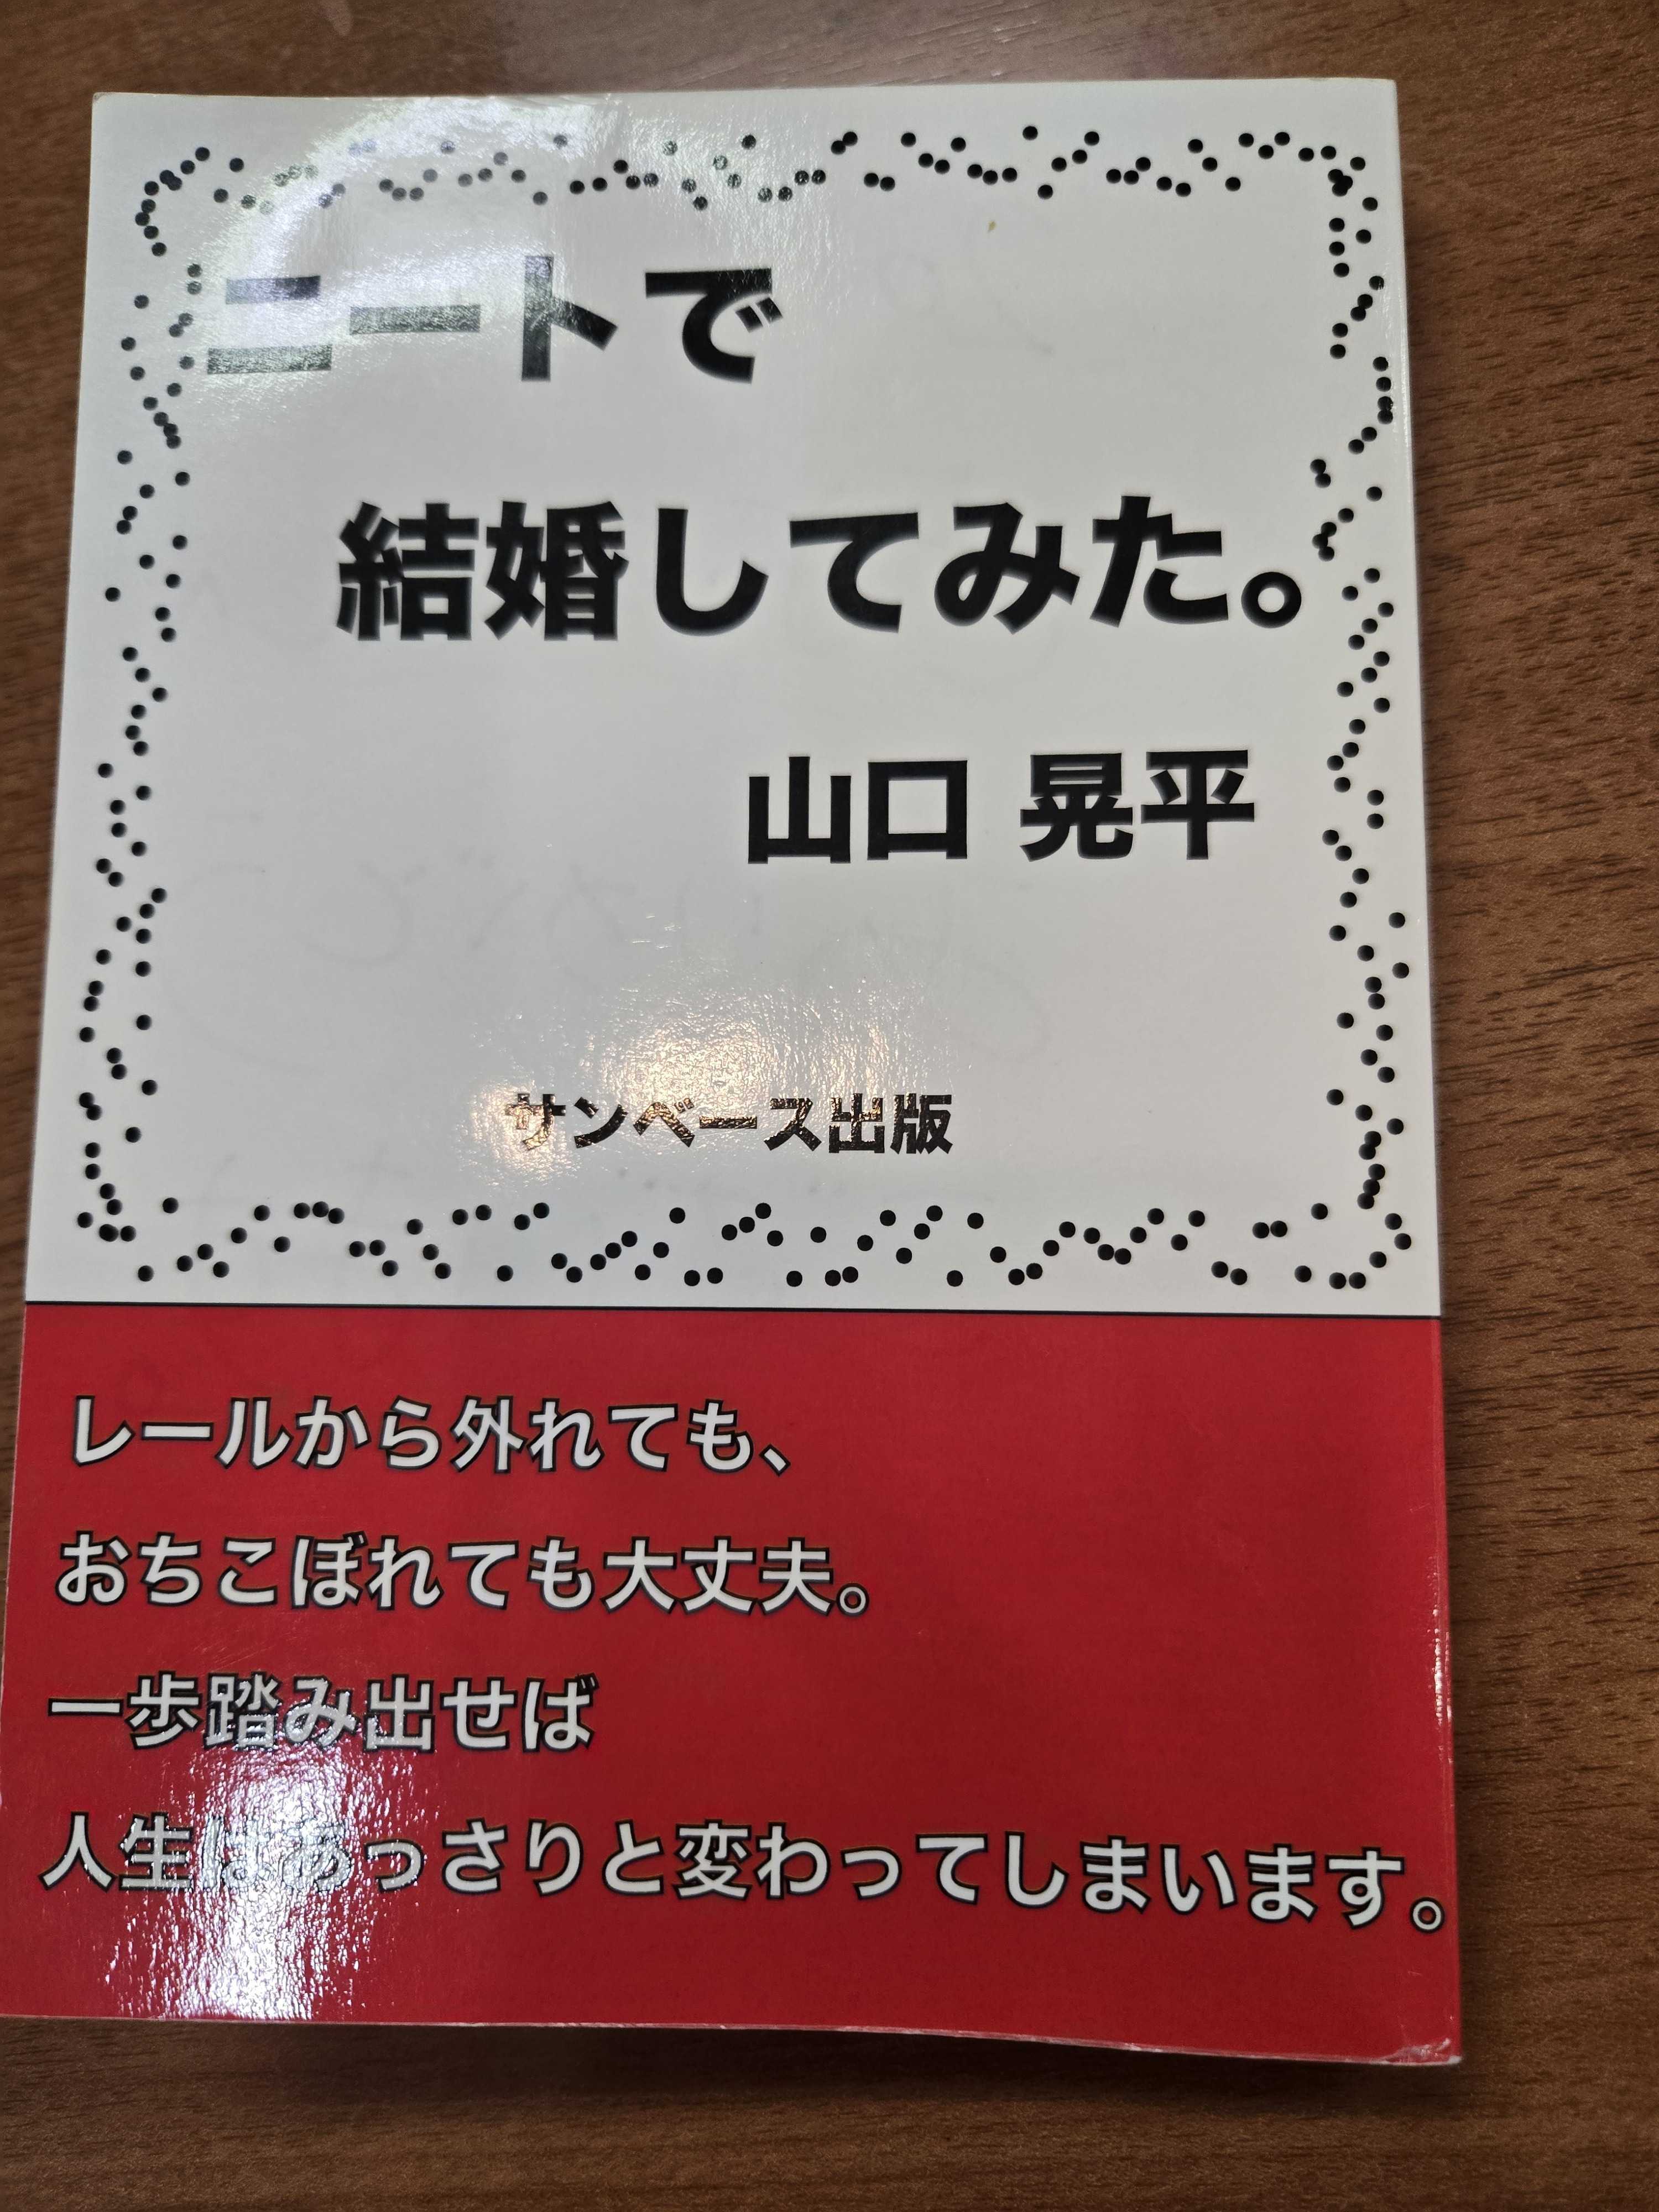 ニートで
結婚してみた。
山口 晃平
サンベース出版
レールから外れても、
おちこぼれても大丈夫。
一歩踏み出せば
人生はあっさりと変わってしまいます。